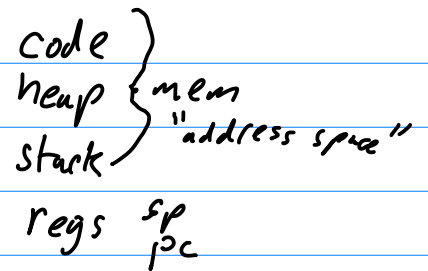 code
heap } mem
stack "address space"
regs sp
pc